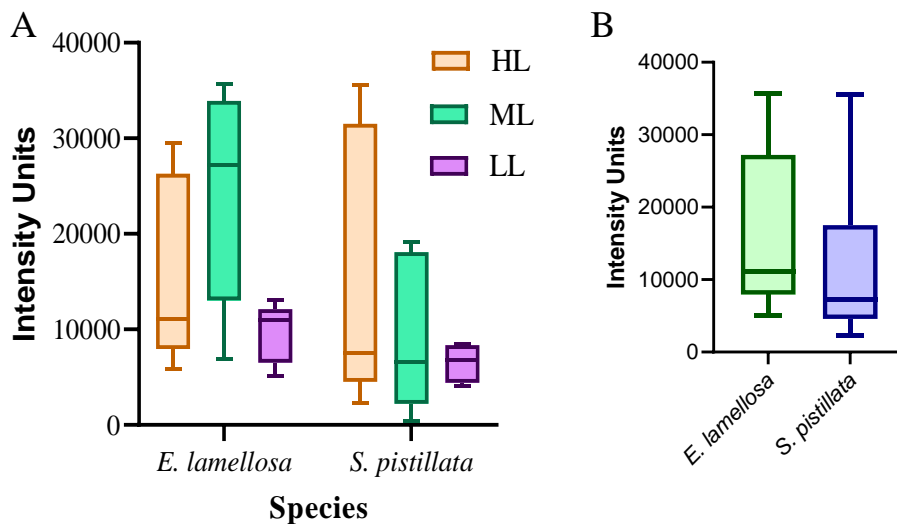 A
Intensity Units
40000
30000
20000
10000
0
HL
ML
LL
E. lamellosa
S. pistillata
Species
B
Intensity Units
40000
30000
20000
10000
0
E. lamellosa
S. pistillata